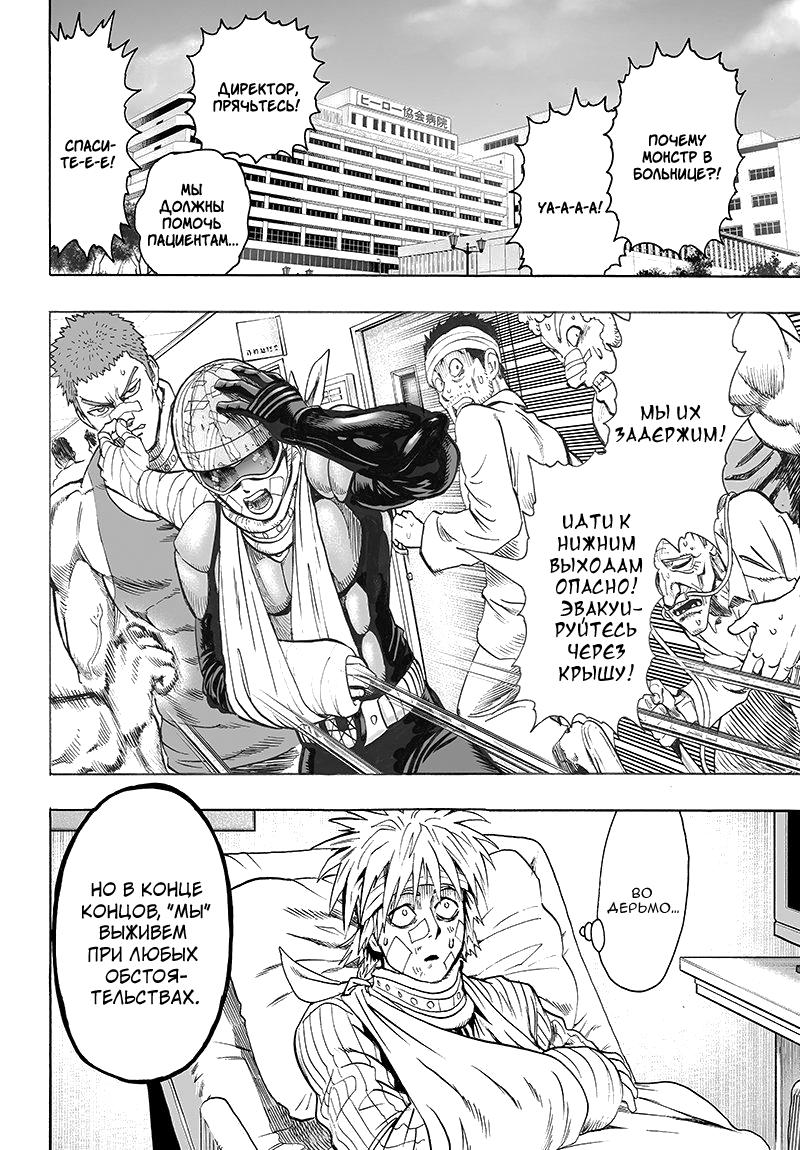 ПОЧЕМУ
МОНСТР В
БОЛЬНИЦЕ?!
YA-A-A-A!
ヒーロー協会病院
ДИРЕКТОР,
ПРЯЧЬТЕСЬ!
МЫ
ДОЛЖНЫ
ПОМОЧЬ
ПАЦИЕНТАМ...
СПАСИ-
ТЕ-Е-Е!
МЫ ИХ
ЗАДЕРЖИМ!
ИДТИ К
НИЖНИМ
ВЫХОДАМ
ОПАСНО!
ЭВАКУИ-
РУЙТЕСЬ
ЧЕРЕЗ
КРЫШУ!
ВО
ДЕРЬМО...
НО В КОНЦЕ
КОНЦОВ, "МЫ"
ВЫЖИВЕМ
ПРИ ЛЮБЫХ
ОБСТОЯ-
ТЕЛЬСТВАХ.